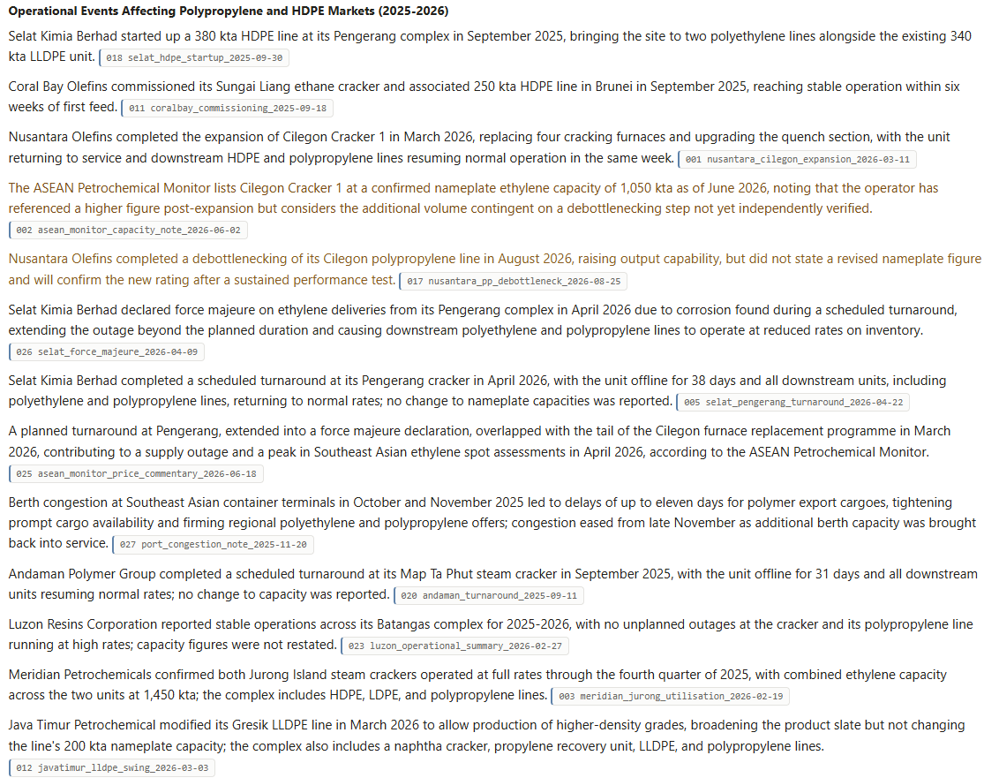 Operational Events Affecting Polypropylene and HDPE Markets (2025-2026)
Selat Kimia Berhad started up a 380 kta HDPE line at its Pengerang complex in September 2025, bringing the site to two polyethylene lines alongside the existing 340
kta LLDPE unit. 018 selat_hdpe_startup_2025-09-30
Coral Bay Olefins commissioned its Sungai Liang ethane cracker and associated 250 kta HDPE line in Brunei in September 2025, reaching stable operation within six
weeks of first feed. 011 coralbay_commissioning_2025-09-18
Nusantara Olefins completed the expansion of Cilegon Cracker 1 in March 2026, replacing four cracking furnaces and upgrading the quench section, with the unit
returning to service and downstream HDPE and polypropylene lines resuming normal operation in the same week. 001 nusantara_cilegon_expansion_2026-03-11
The ASEAN Petrochemical Monitor lists Cilegon Cracker 1 at a confirmed nameplate ethylene capacity of 1,050 kta as of June 2026, noting that the operator has
referenced a higher figure post-expansion but considers the additional volume contingent on a debottlenecking step not yet independently verified.
002 asean_monitor_capacity_note_2026-06-02
Nusantara Olefins completed a debottlenecking of its Cilegon polypropylene line in August 2026, raising output capability, but did not state a revised nameplate figure
and will confirm the new rating after a sustained performance test. 017 nusantara_pp_debottleneck_2026-08-25
Selat Kimia Berhad declared force majeure on ethylene deliveries from its Pengerang complex in April 2026 due to corrosion found during a scheduled turnaround,
extending the outage beyond the planned duration and causing downstream polyethylene and polypropylene lines to operate at reduced rates on inventory.
026 selat_force_majeure_2026-04-09
Selat Kimia Berhad completed a scheduled turnaround at its Pengerang cracker in April 2026, with the unit offline for 38 days and all downstream units, including
polyethylene and polypropylene lines, returning to normal rates; no change to nameplate capacities was reported. 005 selat_pengerang_turnaround_2026-04-22
A planned turnaround at Pengerang, extended into a force majeure declaration, overlapped with the tail of the Cilegon furnace replacement programme in March
2026, contributing to a supply outage and a peak in Southeast Asian ethylene spot assessments in April 2026, according to the ASEAN Petrochemical Monitor.
025 asean_monitor_price_commentary_2026-06-18
Berth congestion at Southeast Asian container terminals in October and November 2025 led to delays of up to eleven days for polymer export cargoes, tightening
prompt cargo availability and firming regional polyethylene and polypropylene offers; congestion eased from late November as additional berth capacity was brought
back into service. 027 port_congestion_note_2025-11-20
Andaman Polymer Group completed a scheduled turnaround at its Map Ta Phut steam cracker in September 2025, with the unit offline for 31 days and all downstream
units resuming normal rates; no change to capacity was reported. 020 andaman_turnaround_2025-09-11
Luzon Resins Corporation reported stable operations across its Batangas complex for 2025-2026, with no unplanned outages at the cracker and its polypropylene line
running at high rates; capacity figures were not restated. 023 luzon_operational_summary_2026-02-27
Meridian Petrochemicals confirmed both Jurong Island steam crackers operated at full rates through the fourth quarter of 2025, with combined ethylene capacity
across the two units at 1,450 kta; the complex includes HDPE, LDPE, and polypropylene lines. 003 meridian_jurong_utilisation_2026-02-19
Java Timur Petrochemical modified its Gresik LLDPE line in March 2026 to allow production of higher-density grades, broadening the product slate but not changing
the line's 200 kta nameplate capacity; the complex also includes a naphtha cracker, propylene recovery unit, LLDPE, and polypropylene lines.
012 javatimur_lldpe_swing_2026-03-03